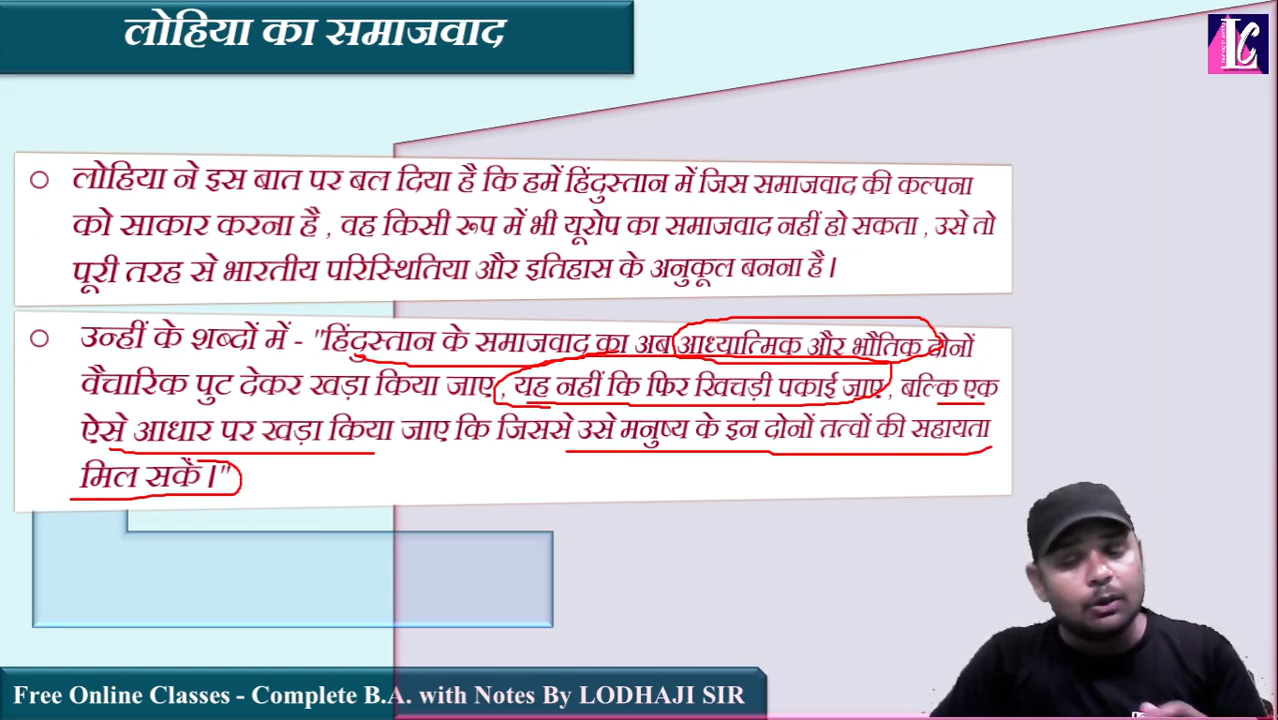 लोहिया का समाजवाद
LC
लोहिया ने इस बात पर बल दिया है कि हमें हिंदुस्तान में जिस समाजवाद की कल्पना
को साकार करना है , वह किसी रूप में भी यूरोप का समाजवाद नहीं हो सकता , उसे तो
पूरी तरह से भारतीय परिस्थितिया और इतिहास के अनुकूल बनना है।
उन्हीं के शब्दों में - "हिंदुस्तान के समाजवाद का अब आध्यात्मिक और भौतिक दोनों
वैचारिक पुट देकर खड़ा किया जाए , यह नहीं कि फिर खिचड़ी पकाई जाए , बल्कि एक
ऐसे आधार पर खड़ा किया जाए कि जिससे उसे मनुष्य के इन दोनों तत्वों की सहायता
मिल सकें।"
Free Online Classes - Complete B.A. with Notes By LODHAJI SIR